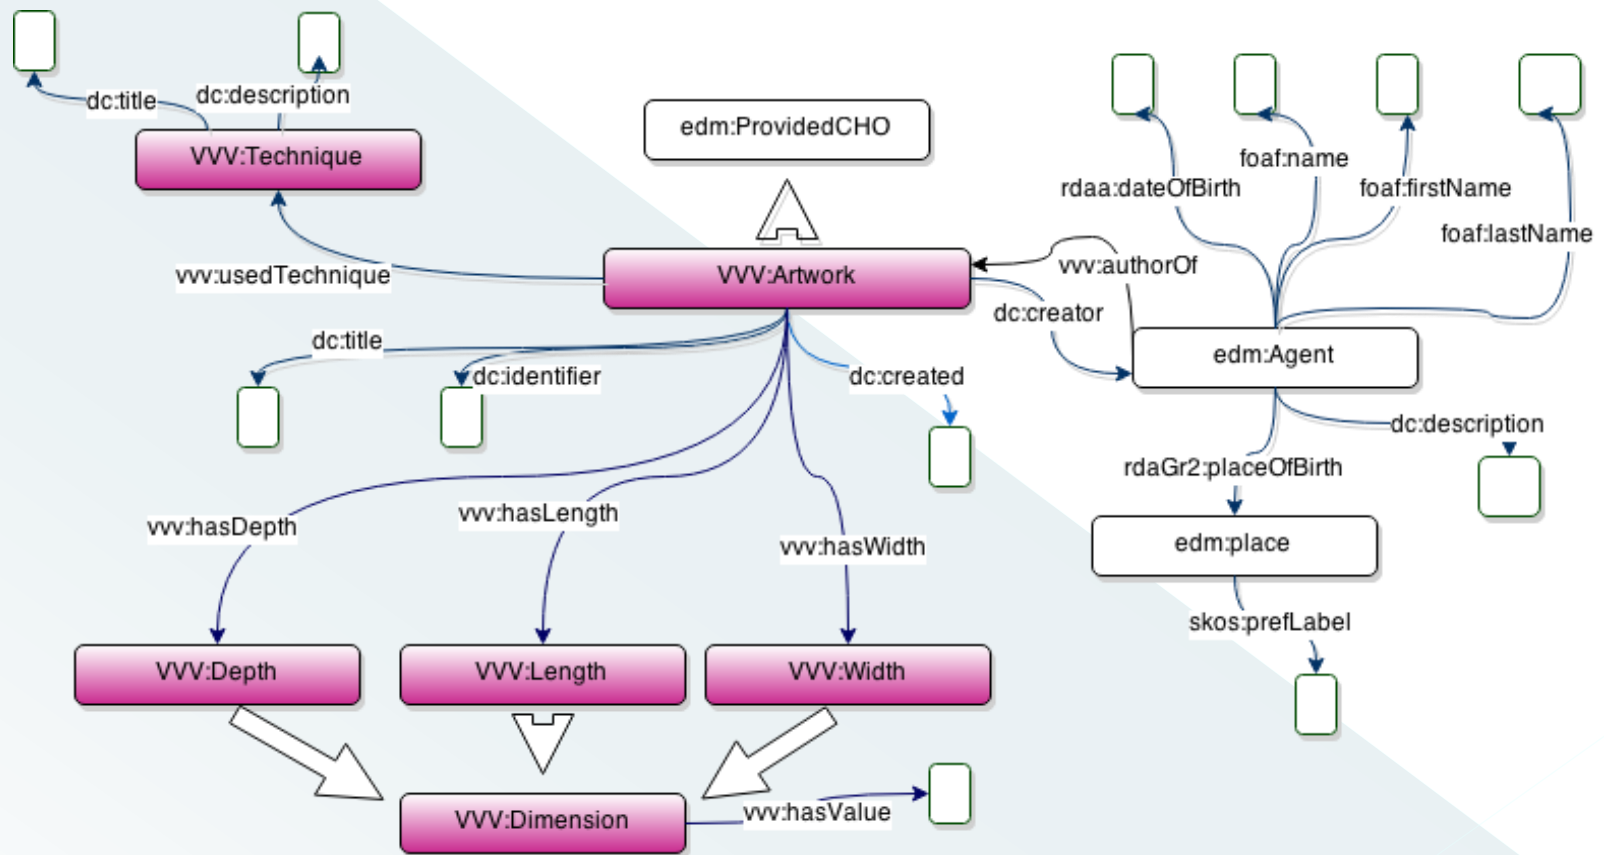 dc:title
dc:description
VVV:Technique
vvv:usedTechnique
edm:ProvidedCHO
VVV:Artwork
vvv:authorOf
dc:creator
rdaa:dateOfBirth
foaf:name
foaf:firstName
foaf:lastName
edm:Agent
dc:title
dc:identifier
dc:created
dc:description
rdaGr2:placeOfBirth
edm:place
skos:prefLabel
vvv:hasDepth
vvv:hasLength
vvv:hasWidth
VVV:Depth
VVV:Length
VVV:Width
VVV:Dimension
vvv:hasValue